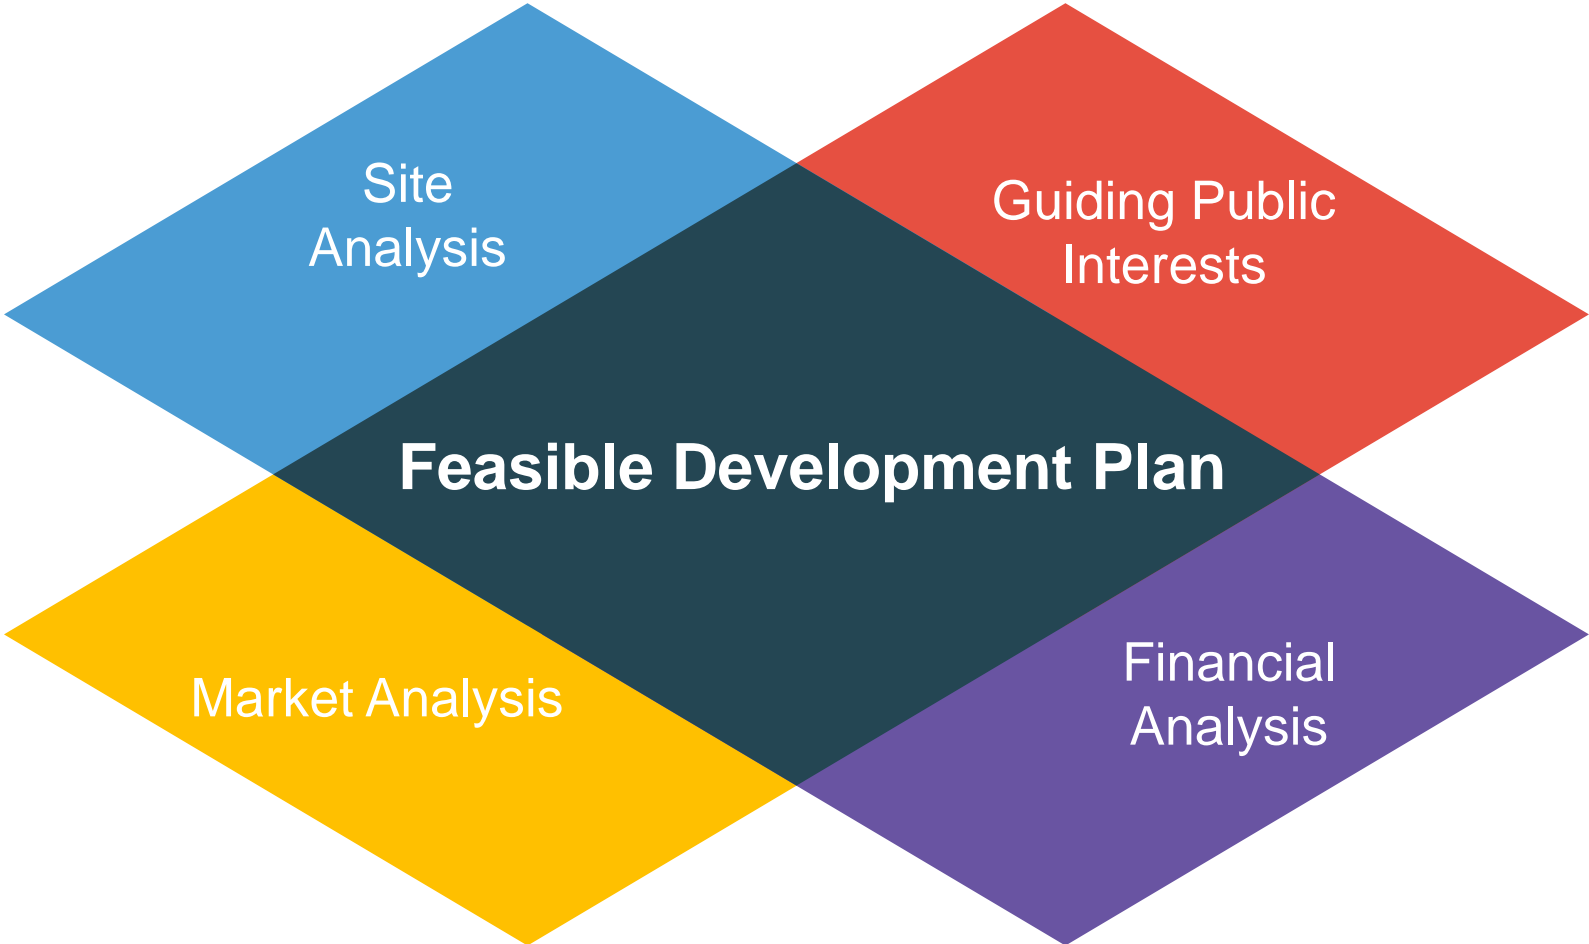 Site
Analysis
Guiding Public
Interests
Feasible Development Plan
Market Analysis
Financial
Analysis